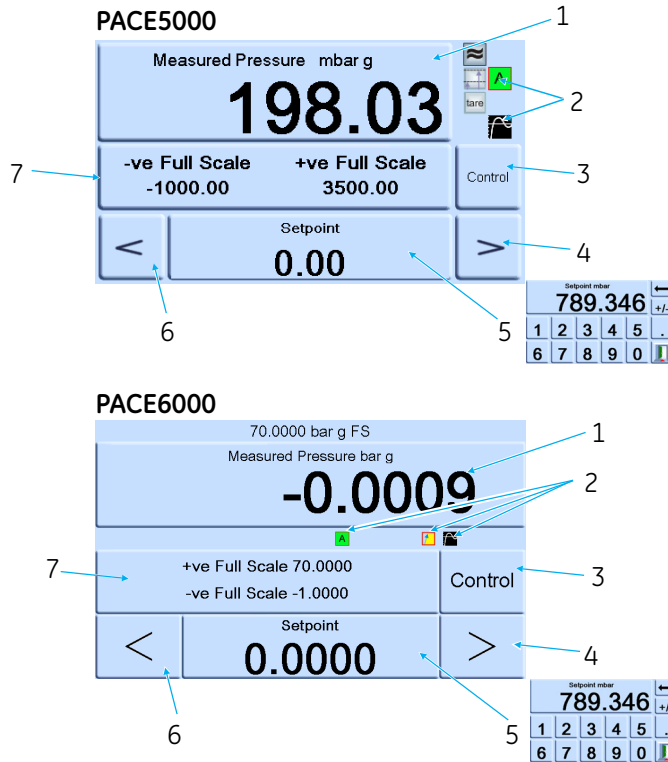 PACE5000
1
Measured Pressure mbar g
198.03
A
tare
2
-ve Full Scale +ve Full Scale
-1000.00 3500.00
7
Control
3
<
Setpoint
0.00
>
4
6
5
Setpoint mbar
789.346
+/-
1 2 3 4 5 .
6 7 8 9 0
PACE6000
70.0000 bar g FS
Measured Pressure bar g
-0.0009
1
A
2
+ve Full Scale 70.0000
-ve Full Scale -1.0000
7
Control
3
<
Setpoint
0.0000
>
4
6
5
Setpoint mbar
789.346
+/
1 2 3 4 5 .
6 7 8 9 0